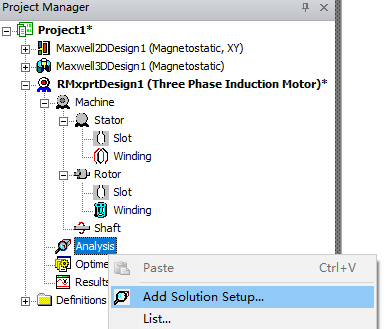 Project Manager
Project1*
Maxwell2DDesign1 (Magnetostatic, XY)
Maxwell3DDesign1 (Magnetostatic)
RMxprtDesign1 (Three Phase Induction Motor)*
Machine
Stator
Slot
Winding
Rotor
Slot
Winding
Shaft
Analysis
Optime
Results
Definitions
Paste Ctrl+V
Add Solution Setup...
List...